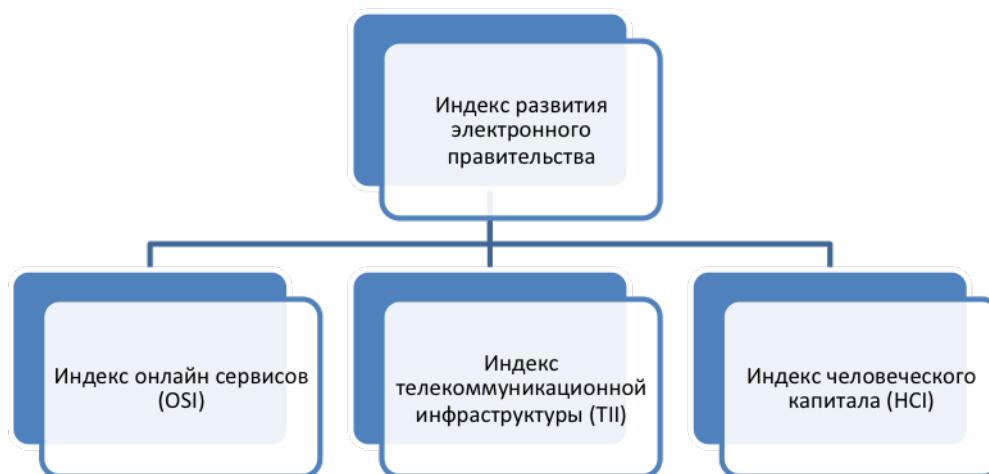 Индекс развития
электронного
правительства
Индекс онлайн сервисов
(OSI)
Индекс
телекоммуникационной
инфраструктуры (TII)
Индекс человеческого
капитала (HCI)